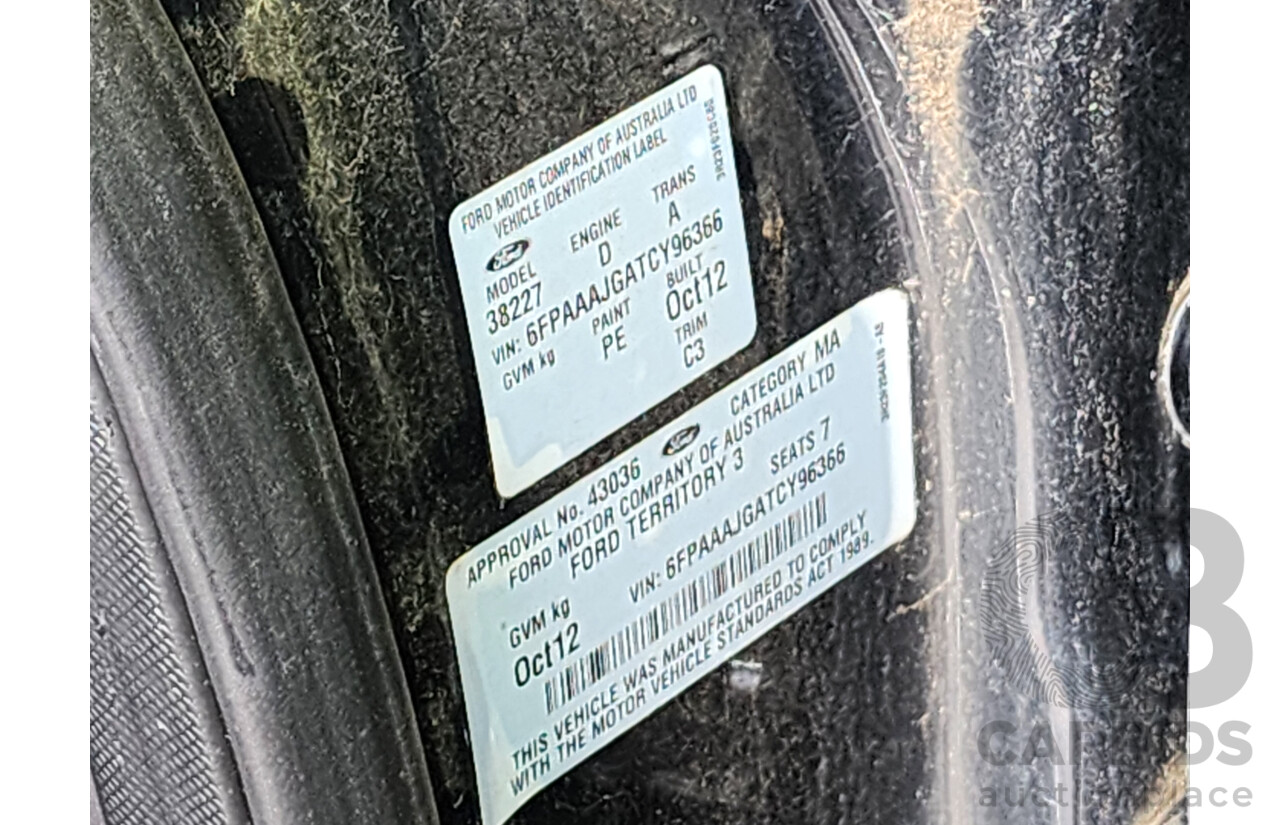 FORD MOTOR COMPANY OF AUSTRALIA LTD
VEHICLE IDENTIFICATION LABEL
Ford
MODEL ENGINE TRANS
38227 D A
VIN: 6FPAAAJGATCY96366
GVM kg PAINT BUILT
PE Oct12
TRIM
C3
APPROVAL No. 43036 Ford CATEGORY MA
FORD MOTOR COMPANY OF AUSTRALIA LTD
FORD TERRITORY 3 SEATS 7
VIN: 6FPAAAJGATCY96366
GVM kg
Oct12
THIS VEHICLE WAS MANUFACTURED TO COMPLY
WITH THE MOTOR VEHICLE STANDARDS ACT 1989.